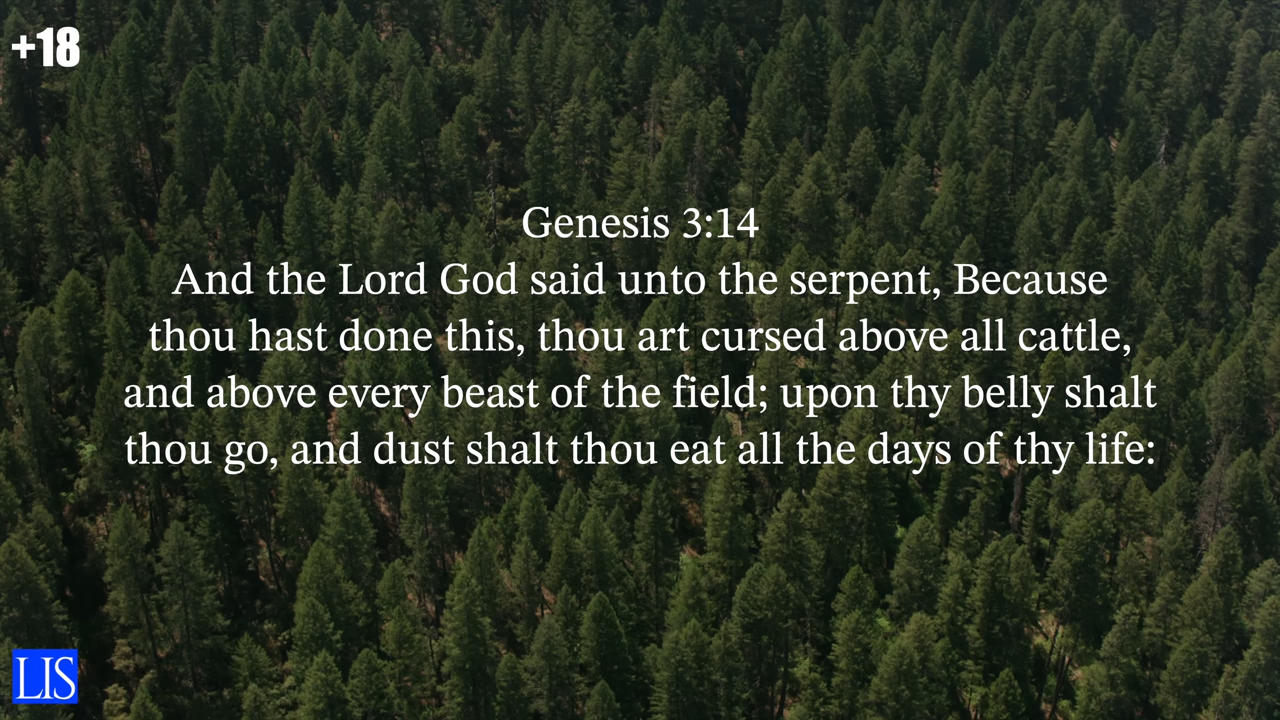 +18
Genesis 3:14
And the Lord God said unto the serpent, Because
thou hast done this, thou art cursed above all cattle,
and above every beast of the field; upon thy belly shalt
thou go, and dust shalt thou eat all the days of thy life:
LIS